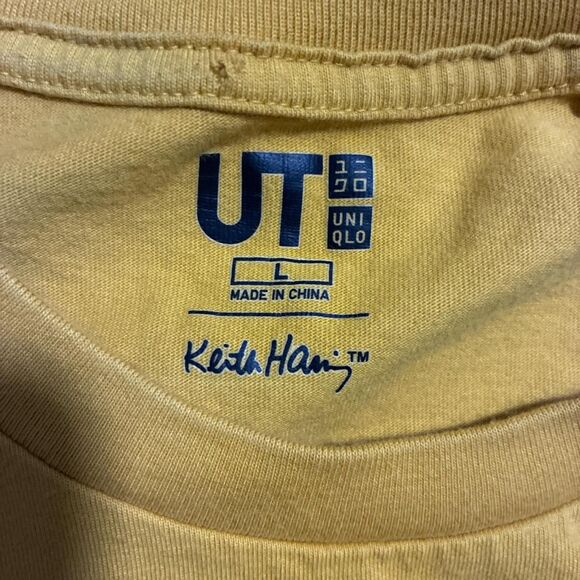 UT
ユニ
クロ
UNI
QLO
L
MADE IN CHINA
Keith Haring™